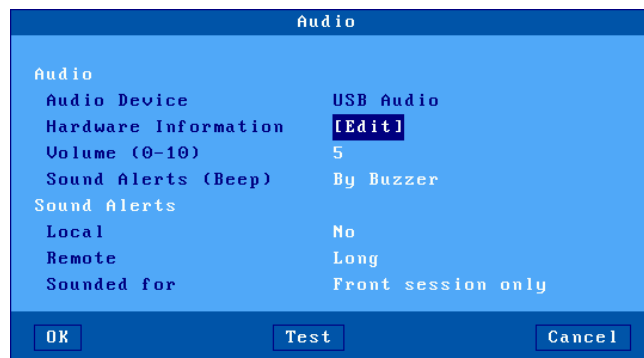 Audio
Audio
Audio Device USB Audio
Hardware Information [Edit]
Volume (0-10) 5
Sound Alerts (Beep) By Buzzer
Sound Alerts
Local No
Remote Long
Sounded for Front session only
OK Test Cancel